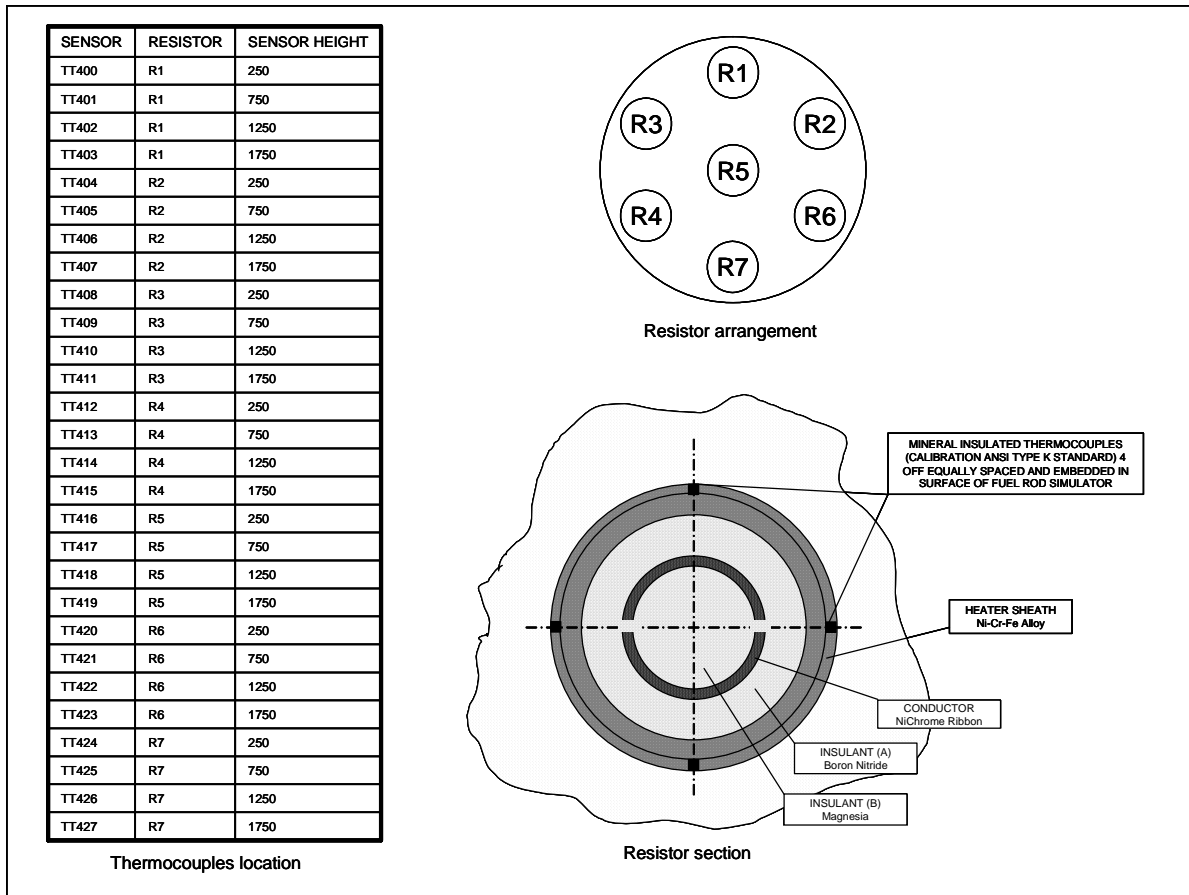 SENSOR RESISTOR SENSOR HEIGHT
TT400 R1 250
TT401 R1 750
TT402 R1 1250
TT403 R1 1750
TT404 R2 250
TT405 R2 750
TT406 R2 1250
TT407 R2 1750
TT408 R3 250
TT409 R3 750
TT410 R3 1250
TT411 R3 1750
TT412 R4 250
TT413 R4 750
TT414 R4 1250
TT415 R4 1750
TT416 R5 250
TT417 R5 750
TT418 R5 1250
TT419 R5 1750
TT420 R6 250
TT421 R6 750
TT422 R6 1250
TT423 R6 1750
TT424 R7 250
TT425 R7 750
TT426 R7 1250
TT427 R7 1750
Thermocouples location
R1
R3 R2
R5
R4 R6
R7
Resistor arrangement
MINERAL INSULATED THERMOCOUPLES
(CALIBRATION ANSI TYPE K STANDARD) 4
OFF EQUALLY SPACED AND EMBEDDED IN
SURFACE OF FUEL ROD SIMULATOR
HEATER SHEATH
Ni-Cr-Fe Alloy
CONDUCTOR
NiChrome Ribbon
INSULANT (A)
Boron Nitride
INSULANT (B)
Magnesia
Resistor section